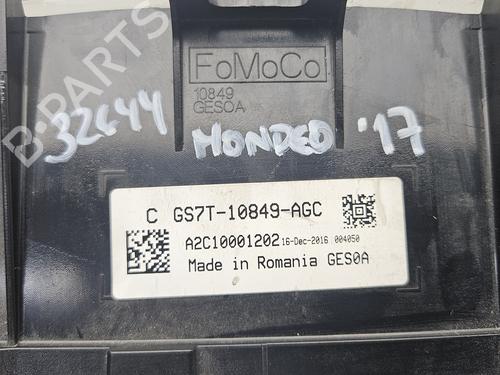 FoMoCo
10849
GES0A
32644
MONDEO '17
B-PARTS
C GS7T-10849-AGC
A2C10001202 16-Dec-2016 004050
Made in Romania GES0A